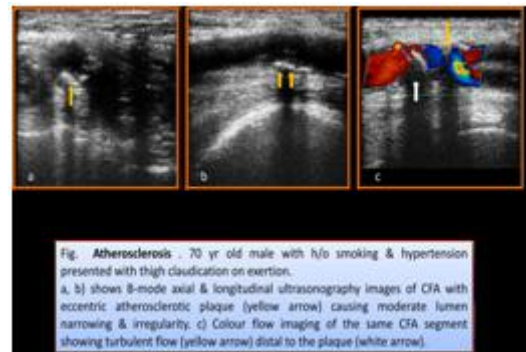 a
b
c
Fig. Atherosclerosis . 70 yr old male with h/o smoking & hypertension
presented with thigh claudication on exertion.
a, b) shows B-mode axial & longitudinal ultrasonography images of CFA with
eccentric atherosclerotic plaque (yellow arrow) causing moderate lumen
narrowing & irregularity. c) Colour flow imaging of the same CFA segment
showing turbulent flow (yellow arrow) distal to the plaque (white arrow)